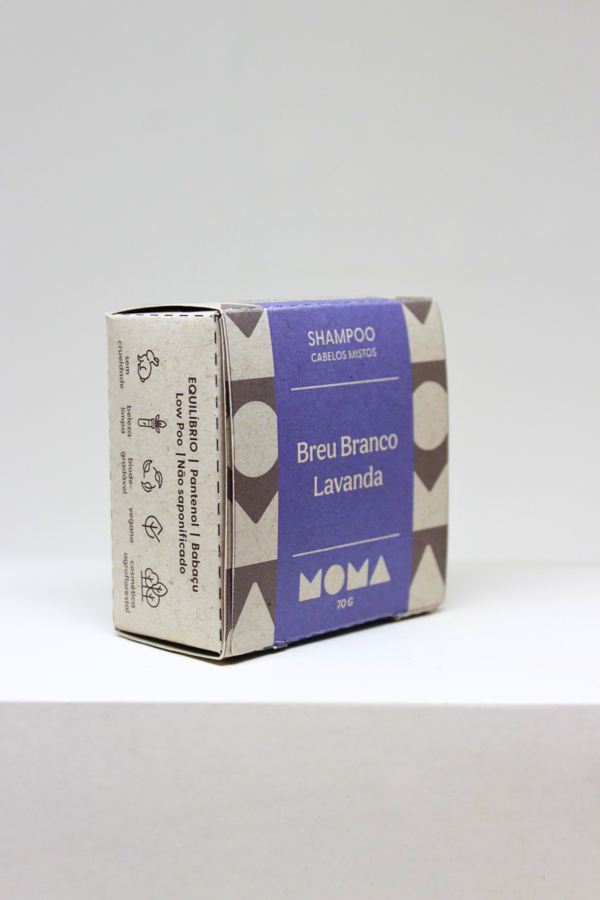 SHAMPOO
CABELOS MISTOS
Breu Branco
Lavanda
MOMA
70 G
EQUILÍBRIO | Pantenol | Babaçu
Low Poo | Não saponificado
sem
crueldade
beleza
limpa
biode-
gradável
vegano
cosmética
agroflorestal